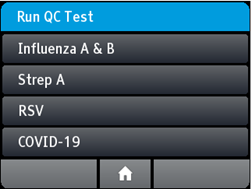 Run QC Test
Influenza A & B
Strep A
RSV
COVID-19